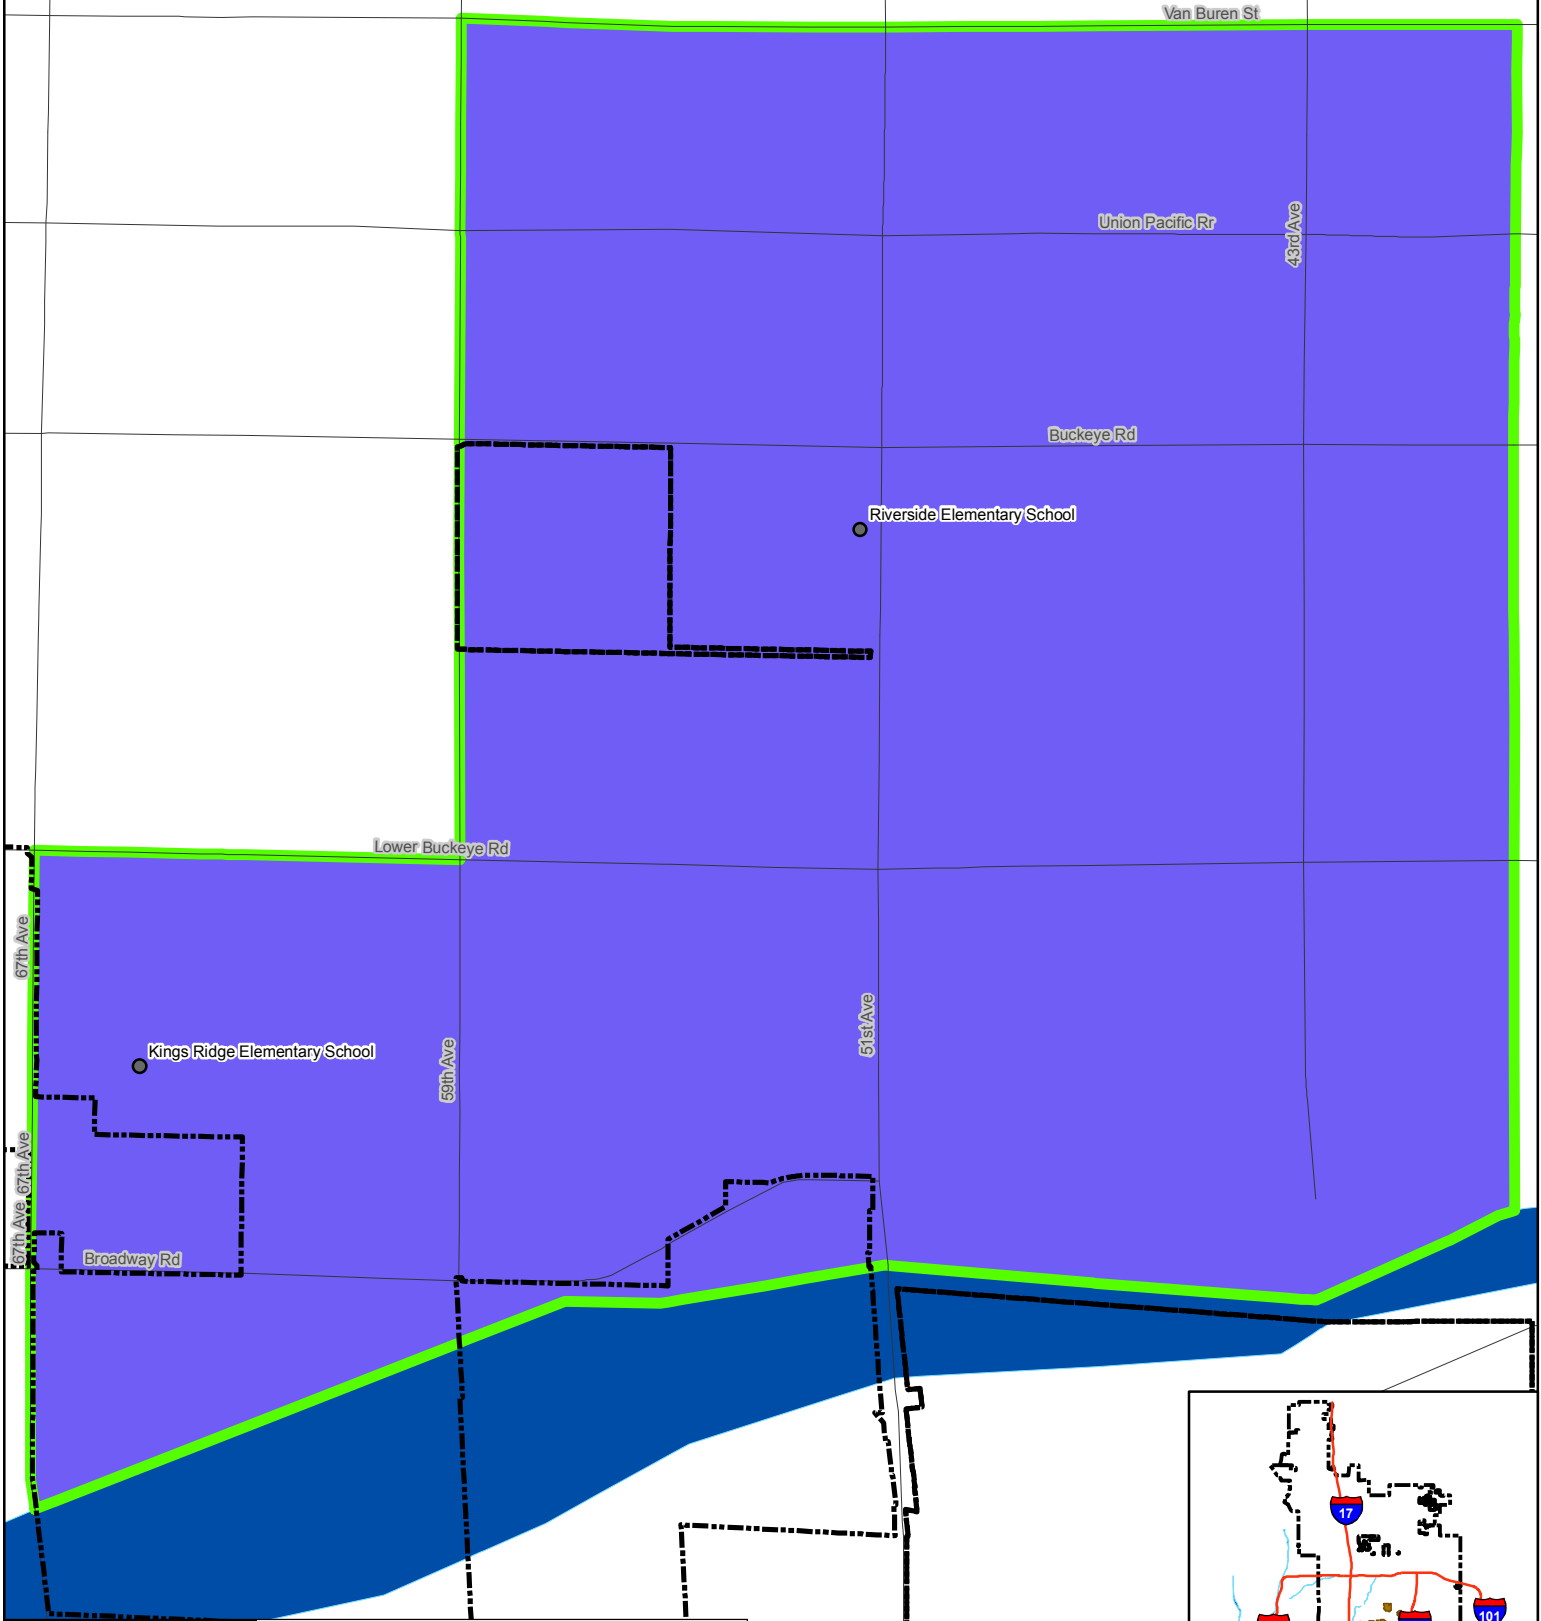 Van Buren St
Union Pacific Rr
43rd Ave
Buckeye Rd
Riverside Elementary School
Lower Buckeye Rd
67th Ave
51st Ave
Kings Ridge Elementary School
59th Ave
67th Ave
67th Ave
Broadway Rd
17
101